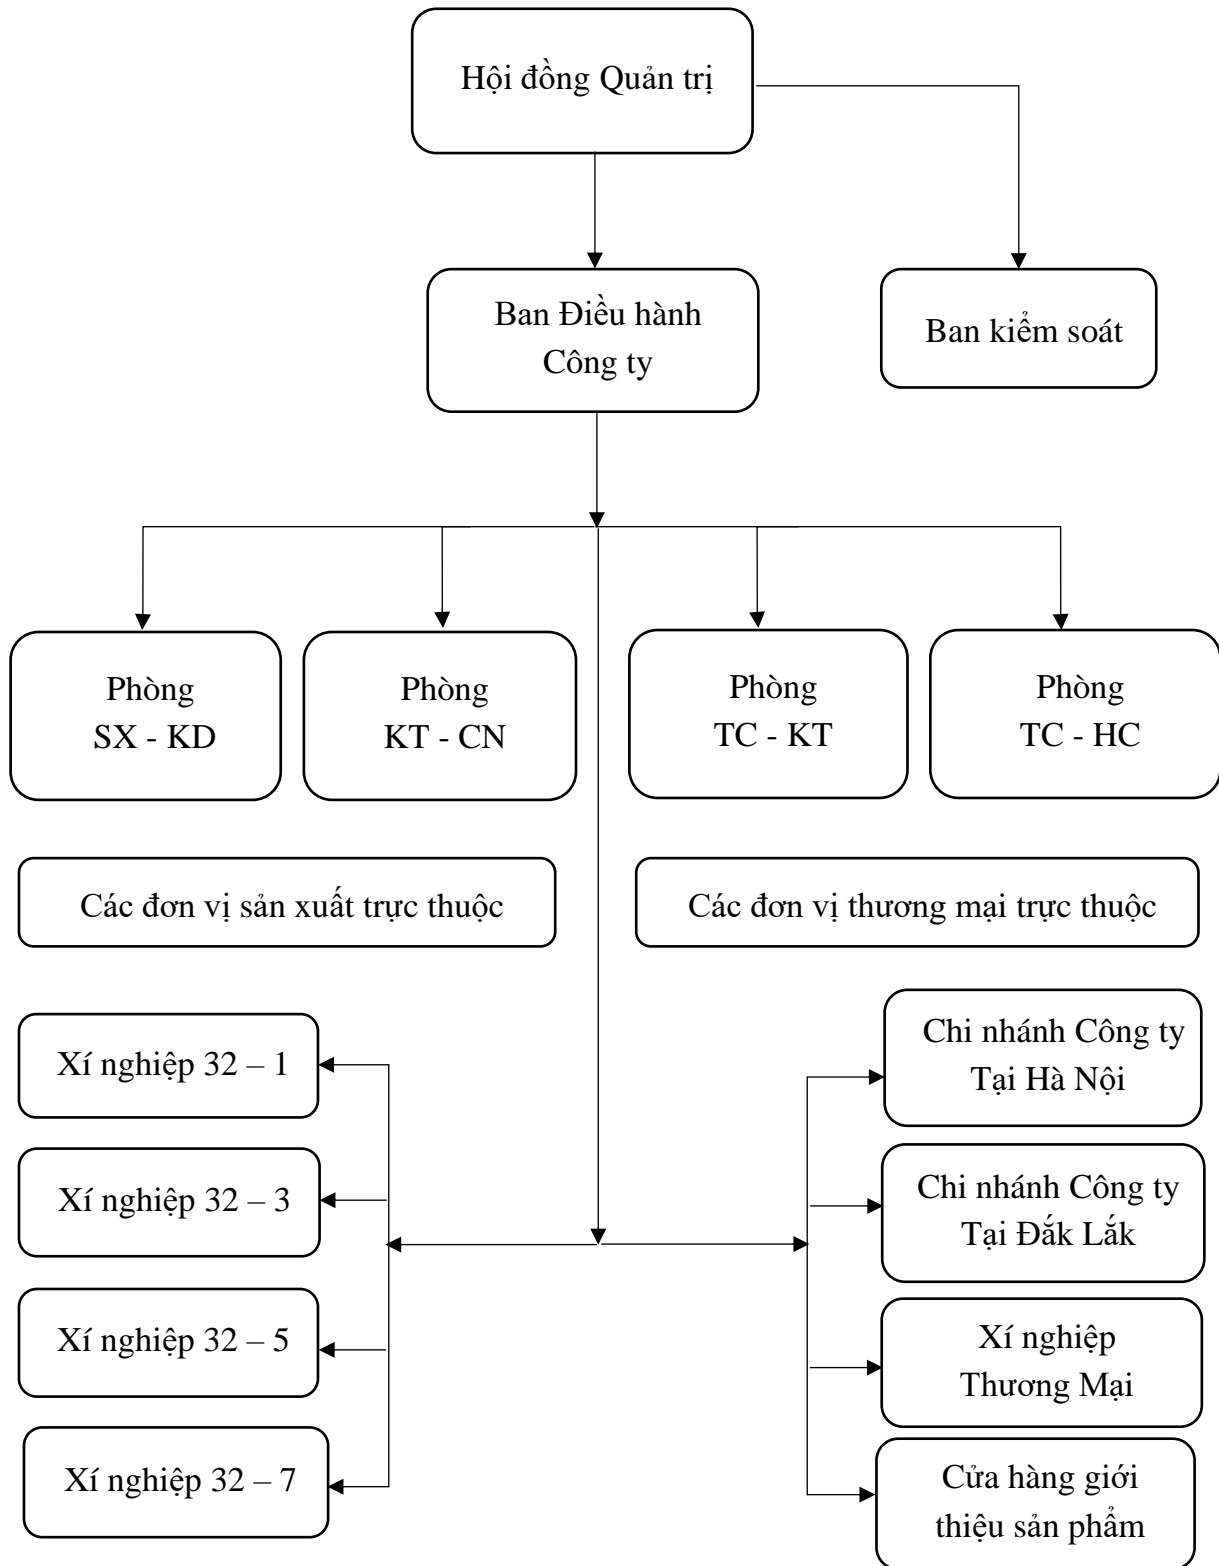 Hội đồng Quản trị
Ban Điều hành
Công ty
Ban kiểm soát
Phòng
SX - KD
Phòng
KT - CN
Phòng
TC - KT
Phòng
TC - HC
Các đơn vị sản xuất trực thuộc
Các đơn vị thương mại trực thuộc
Xí nghiệp 32 – 1
Xí nghiệp 32 – 3
Xí nghiệp 32 – 5
Xí nghiệp 32 – 7
Chi nhánh Công ty
Tại Hà Nội
Chi nhánh Công ty
Tại Đắk Lắk
Xí nghiệp
Thương Mại
Cửa hàng giới
thiệu sản phẩm